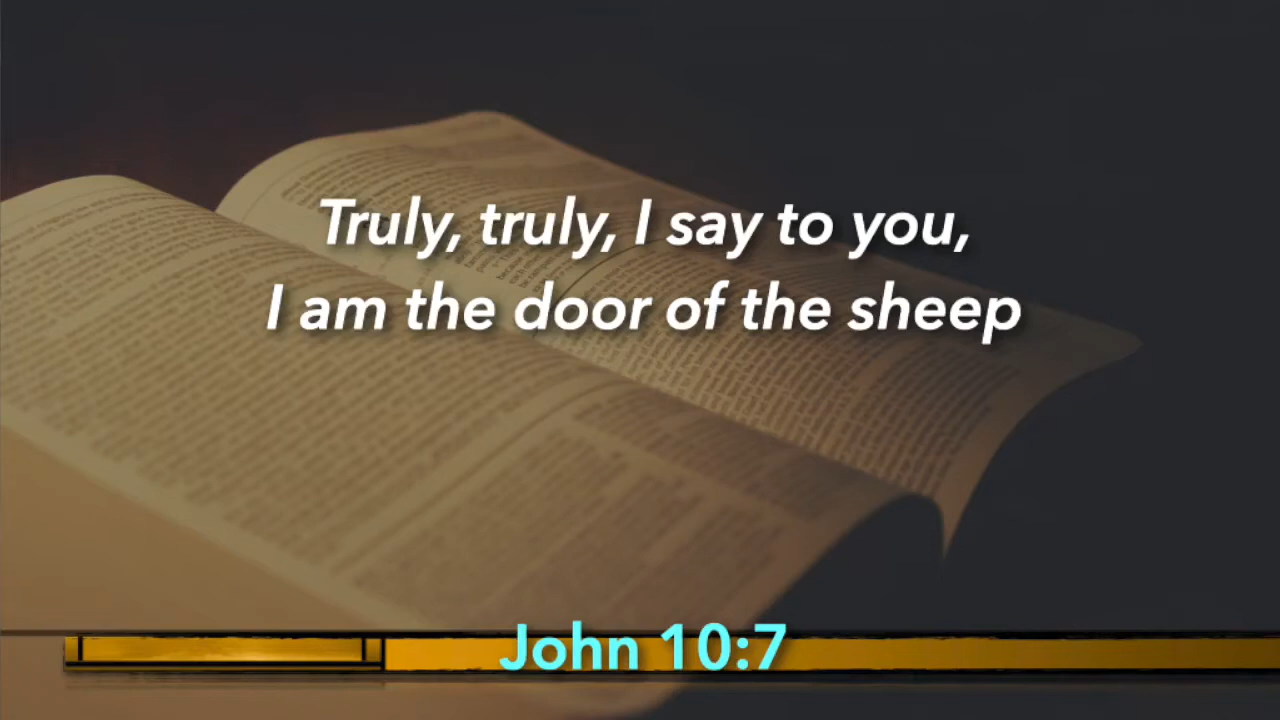 Truly, truly, I say to you,
I am the door of the sheep
John 10:7